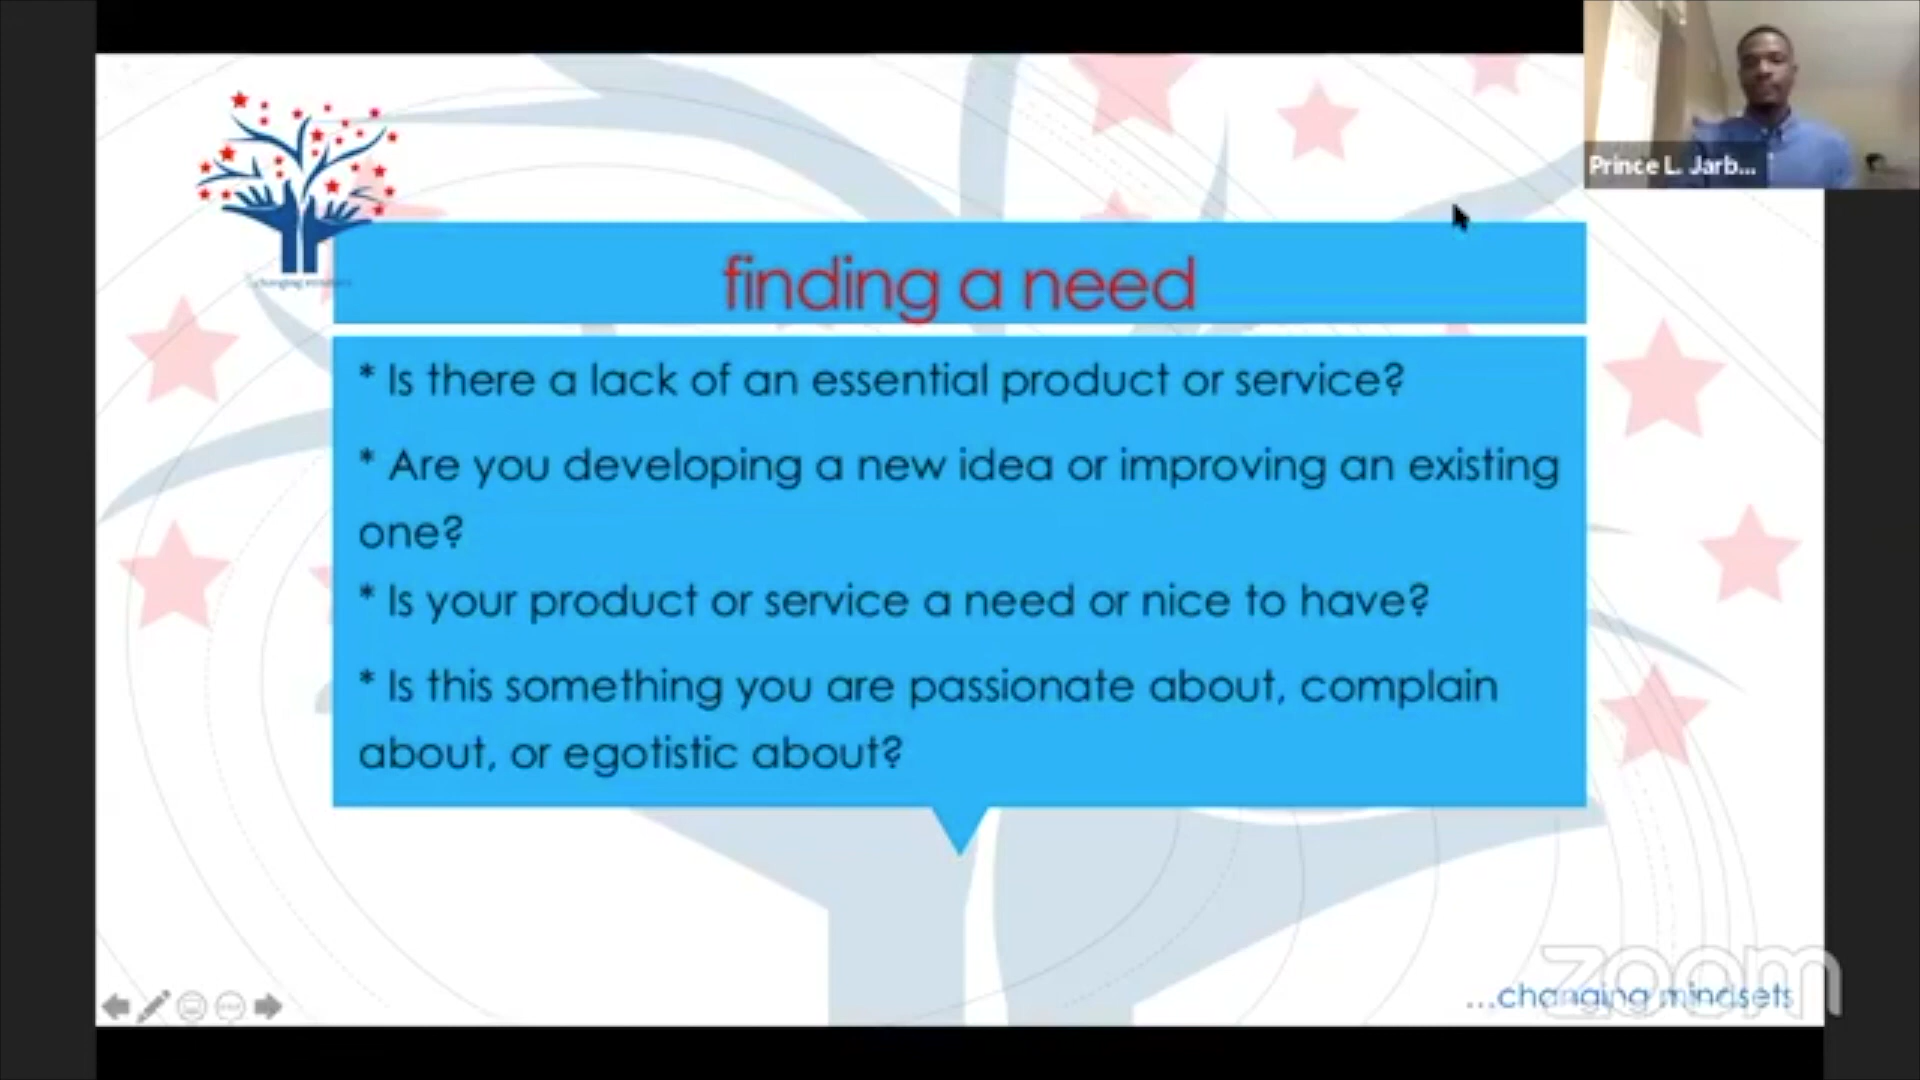 Prince L. Jarb...
changing mindsets
finding a need
* Is there a lack of an essential product or service?
* Are you developing a new idea or improving an existing
one?
* Is your product or service a need or nice to have?
* Is this something you are passionate about, complain
about, or egotistic about?
zoom
...changing mindsets